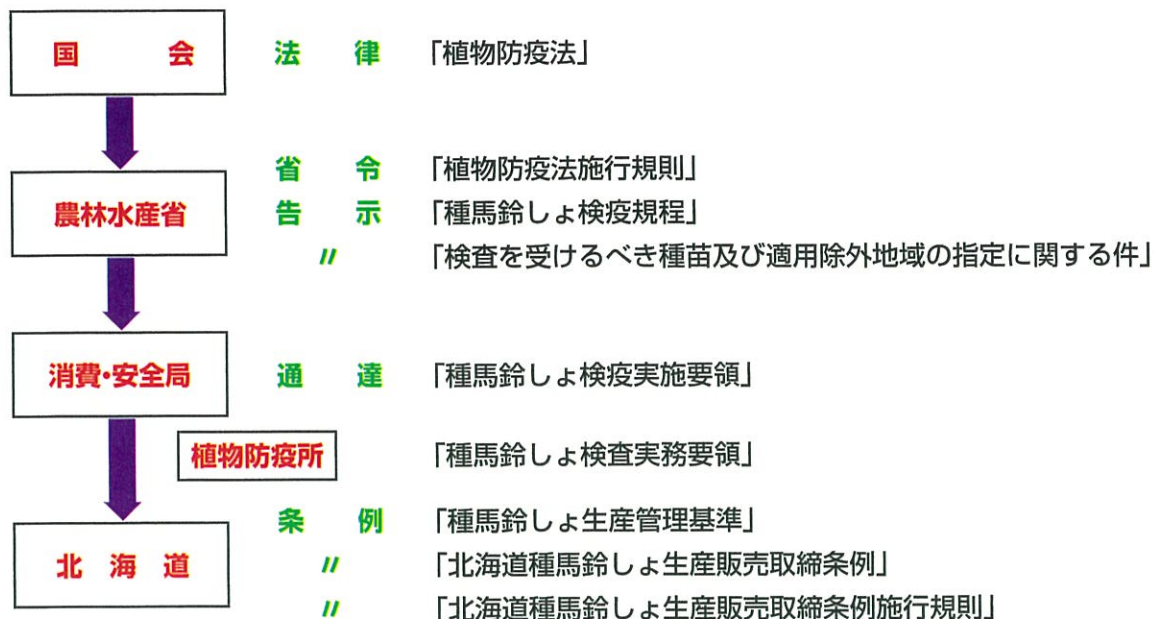 国　会　法　律　「植物防疫法」
省　令　「植物防疫法施行規則」
農林水産省　告　示　「種馬鈴しょ検疫規程」
〃　「検査を受けるべき種苗及び適用除外地域の指定に関する件」
消費・安全局　通　達　「種馬鈴しょ検疫実施要領」
植物防疫所　「種馬鈴しょ検査実務要領」
条　例　「種馬鈴しょ生産管理基準」
北　海　道　〃　「北海道種馬鈴しょ生産販売取締条例」
〃　「北海道種馬鈴しょ生産販売取締条例施行規則」